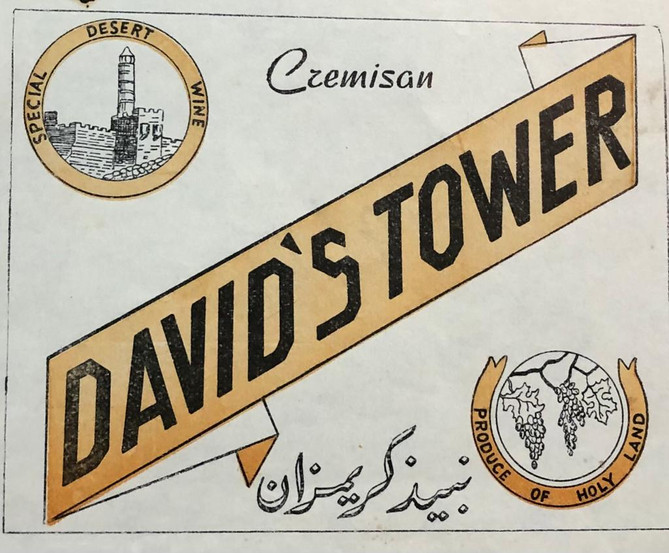 SPECIAL DESERT WINE
Cremisan
DAVID'S TOWER
PRODUCE OF HOLY LAND
نبيذ كريمزان